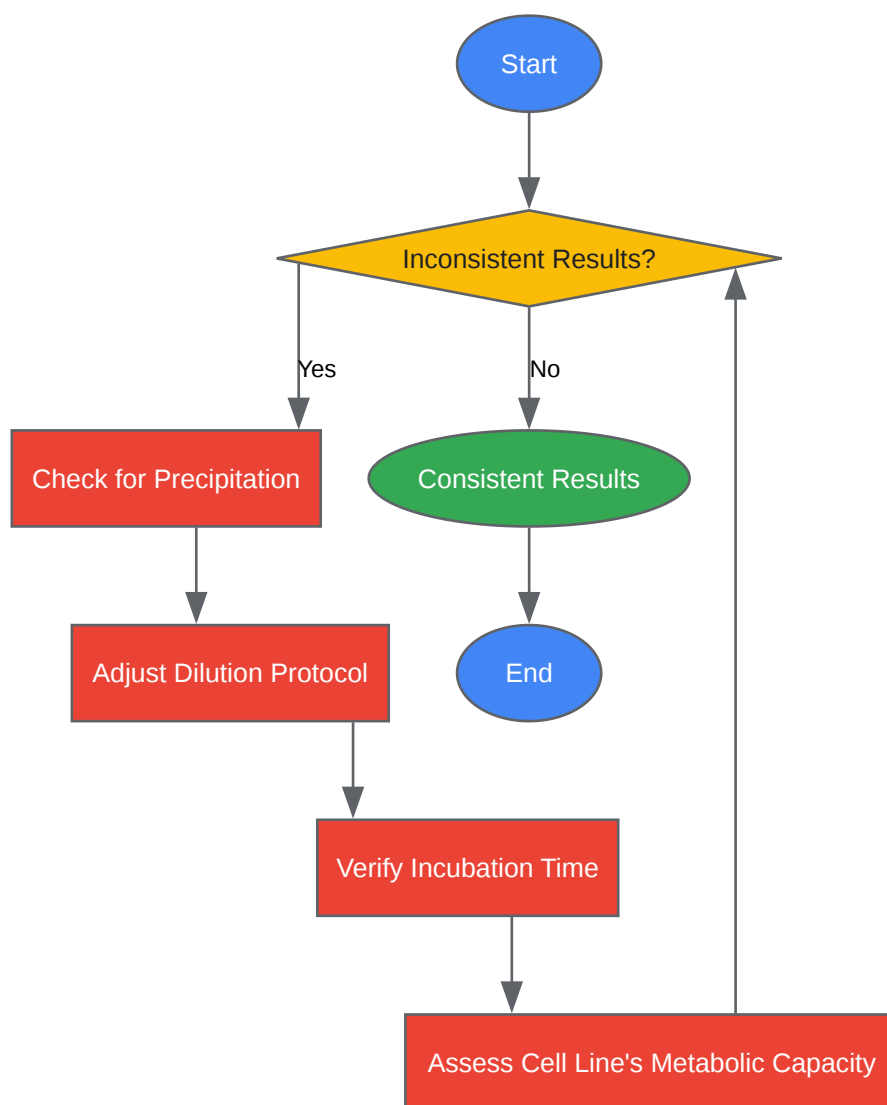 Start
Inconsistent Results?
Yes
No
Check for Precipitation
Consistent Results
Adjust Dilution Protocol
End
Verify Incubation Time
Assess Cell Line's Metabolic Capacity